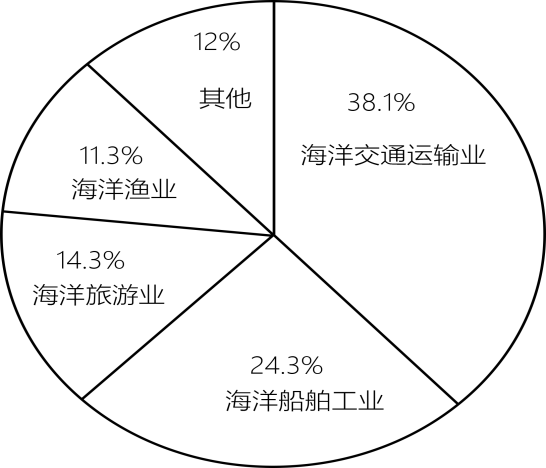 12%
其他
38.1%
海洋交通运输业
11.3%
海洋渔业
14.3%
海洋旅游业
24.3%
海洋船舶工业